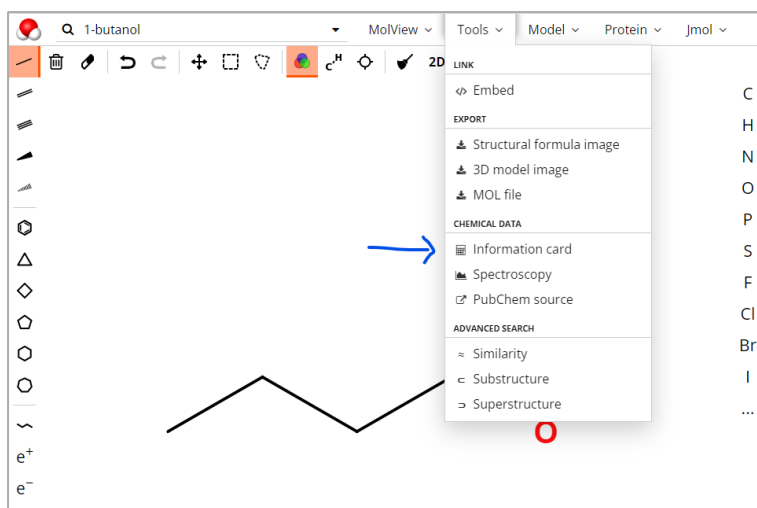 1-butanol
MolView
Tools
Model
Protein
Jmol
C H
2D
LINK
</> Embed
EXPORT
Structural formula image
3D model image
MOL file
CHEMICAL DATA
Information card
Spectroscopy
PubChem source
ADVANCED SEARCH
≈ Similarity
⊂ Substructure
⊃ Superstructure
C
H
N
O
P
S
F
Cl
Br
I
...
e+
e−
O